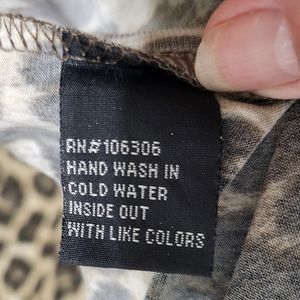 RN#106306
HAND WASH IN
COLD WATER
INSIDE OUT
WITH LIKE COLORS